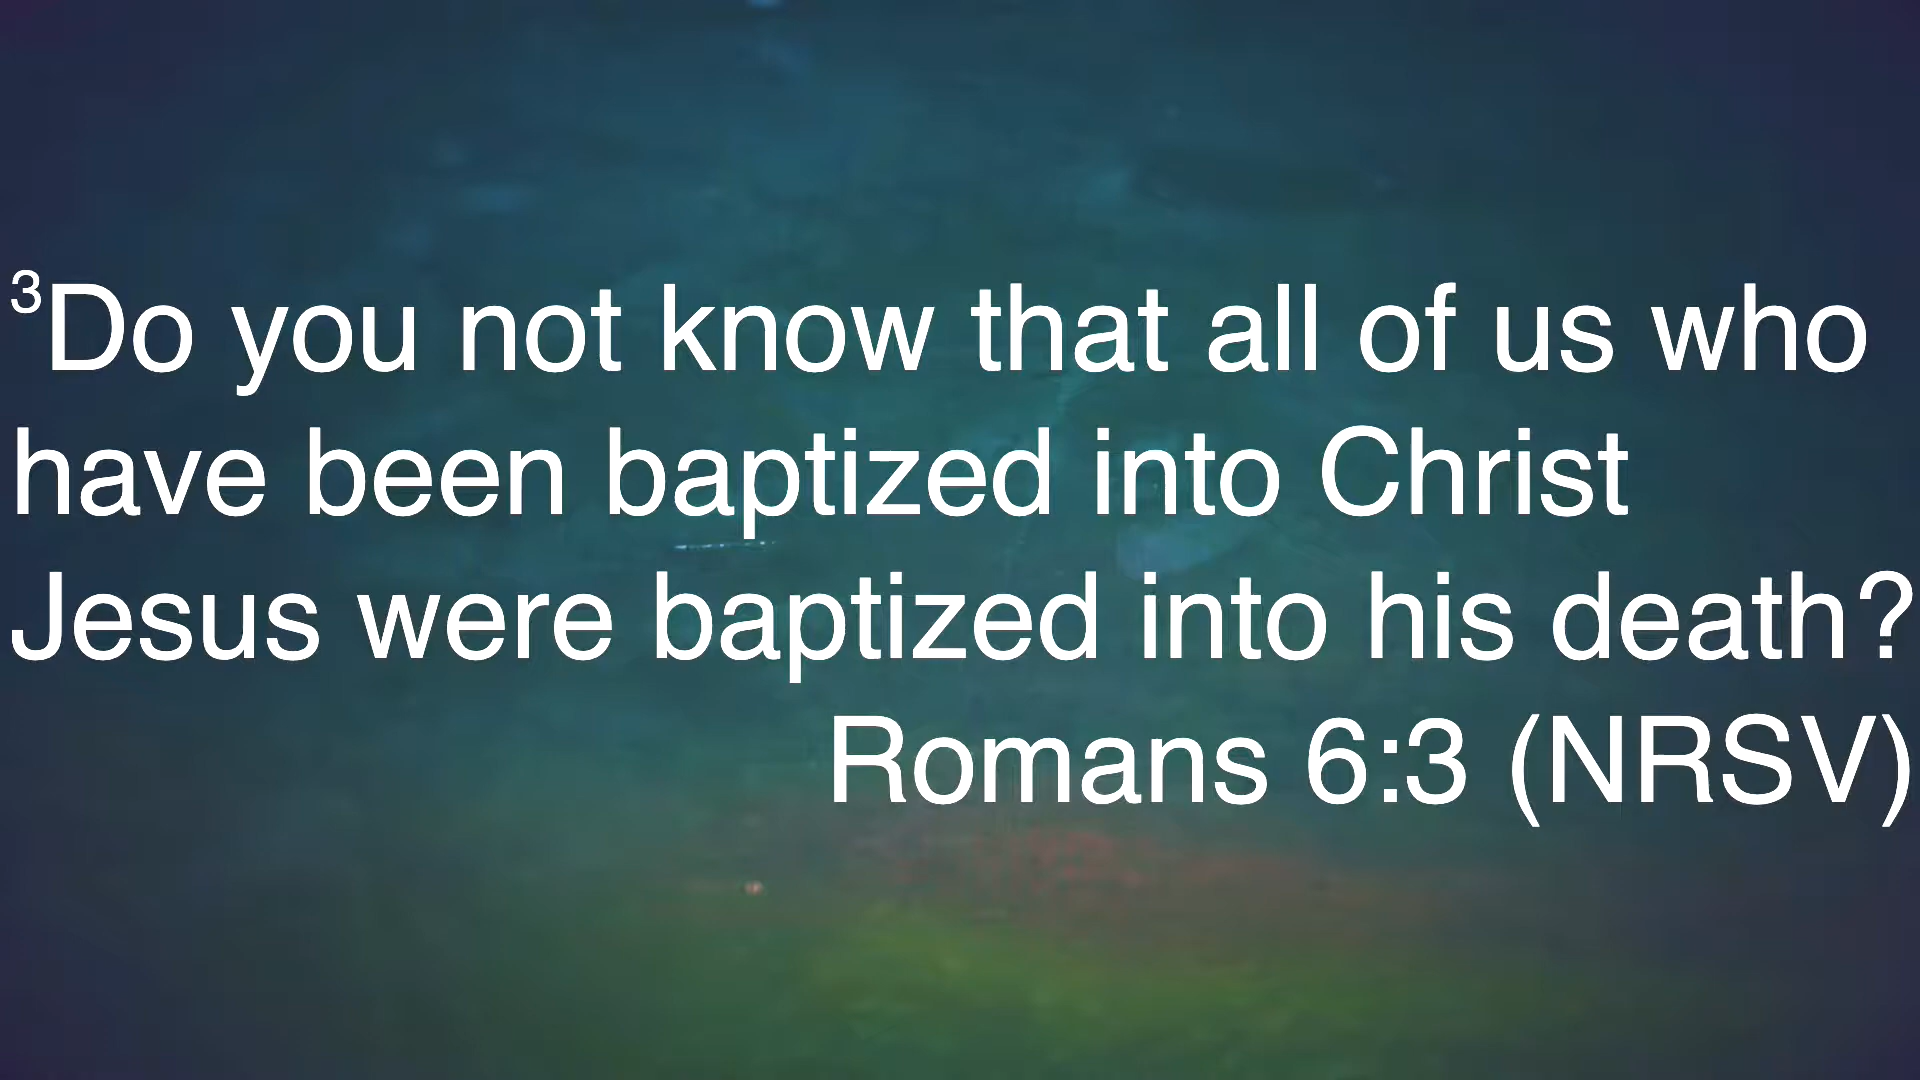 ³Do you not know that all of us who
have been baptized into Christ
Jesus were baptized into his death?
Romans 6:3 (NRSV)